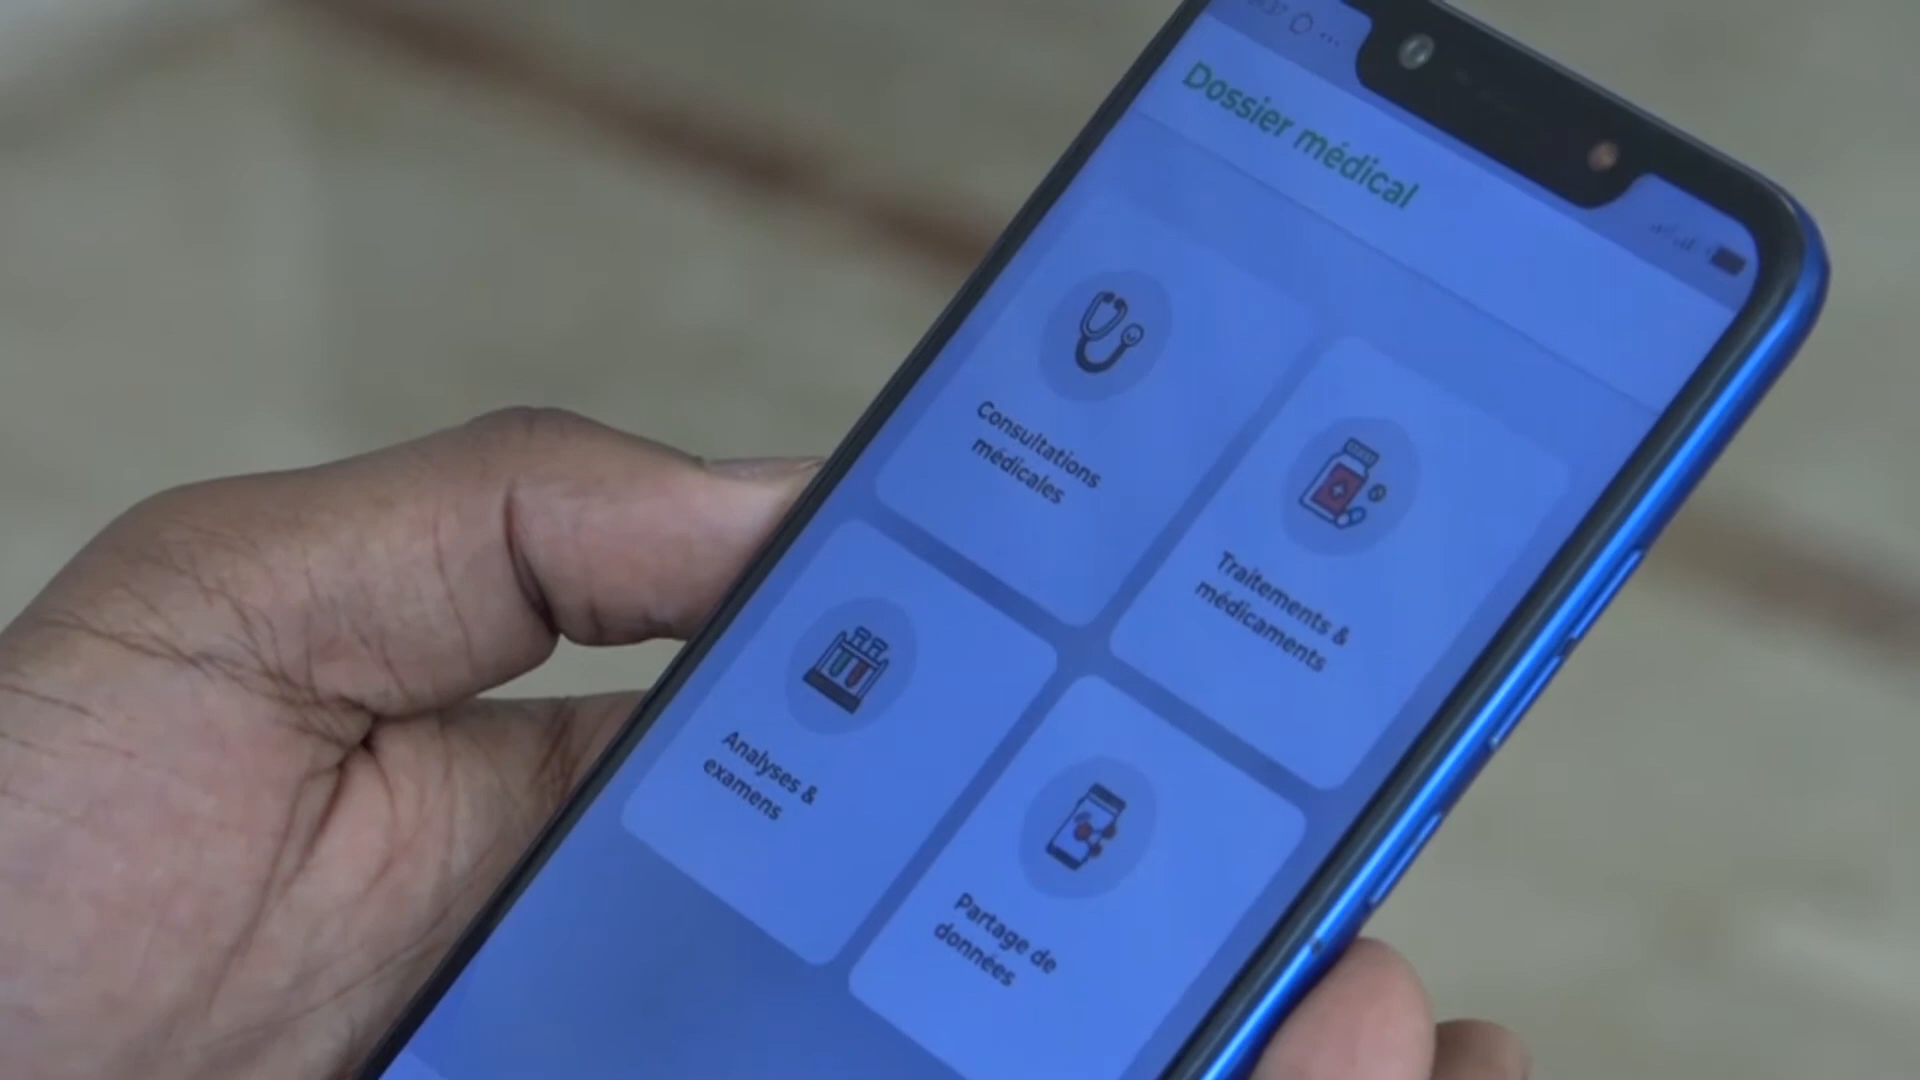 Dossier médical
Consultations
médicales
Traitements &
médicaments
Analyses &
examens
Partage de
données